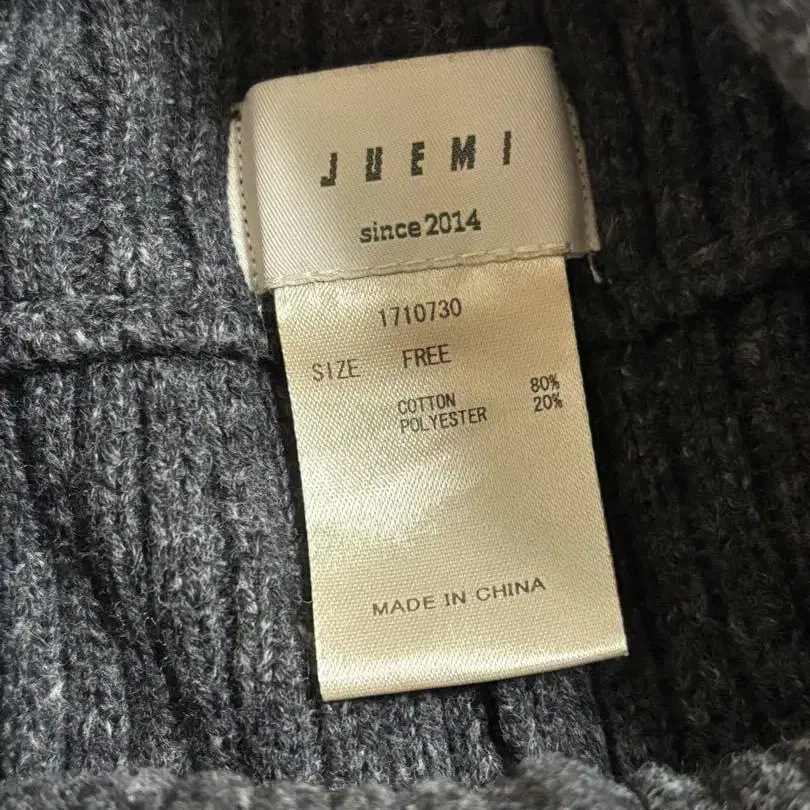 JUEMI
since2014
1710730
SIZE FREE
COTTON 80%
POLYESTER 20%
MADE IN CHINA